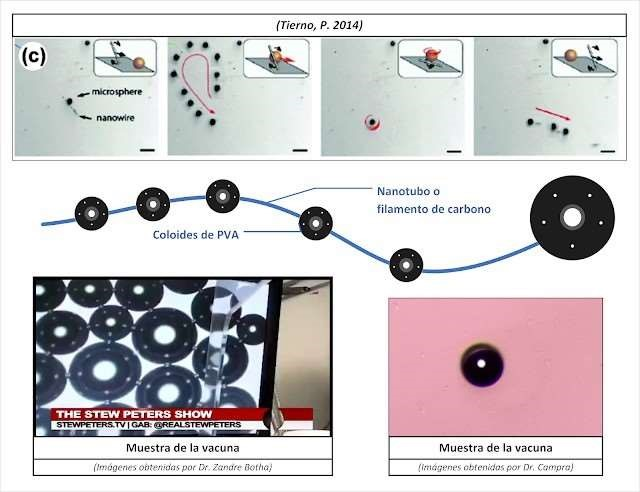 (Tierno, P. 2014)
(c)
microsphere
nanowire
Nanotubo o
filamento de carbono
Coloides de PVA
THE STEW PETERS SHOW
STEWPETERS.TV | GAB: @REALSTEWPETERS
Muestra de la vacuna
(Imágenes obtenidas por Dr. Zandre Botha)
Muestra de la vacuna
(Imágenes obtenidas por Dr. Campra)